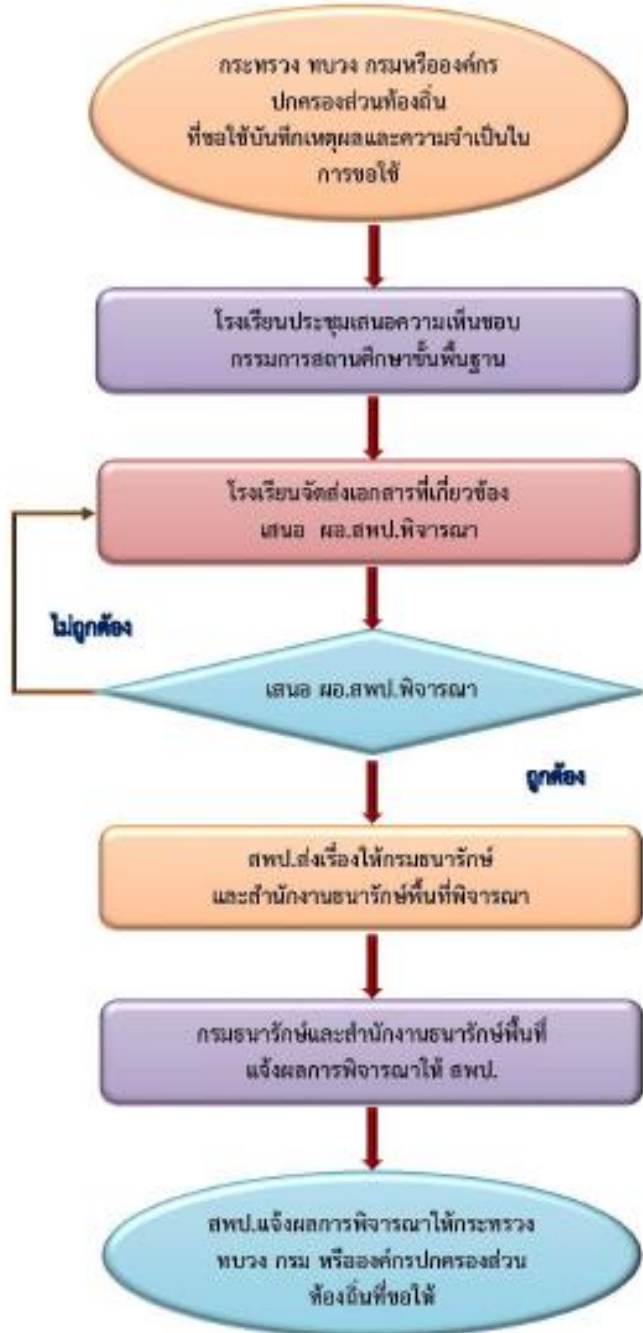 กระทรวง ทบวง กรมหรือองค์กร
ปกครองส่วนท้องถิ่น
ที่ขอใช้บันทึกเหตุผลและความจำเป็นใน
การขอใช้
โรงเรียนประชุมเสนอความเห็นชอบ
กรรมการสถานศึกษาขั้นพื้นฐาน
โรงเรียนจัดส่งเอกสารที่เกี่ยวข้อง
เสนอ ผอ.สพป.พิจารณา
ไม่ถูกต้อง
เสนอ ผอ.สพป.พิจารณา
ถูกต้อง
สพป.ส่งเรื่องให้กรมธนารักษ์
และสำนักงานธนารักษ์พื้นที่พิจารณา
กรมธนารักษ์และสำนักงานธนารักษ์พื้นที่
แจ้งผลการพิจารณาให้ สพป.
สพป.แจ้งผลการพิจารณาให้กระทรวง
ทบวง กรม หรือองค์กรปกครองส่วน
ท้องถิ่นที่ขอให้